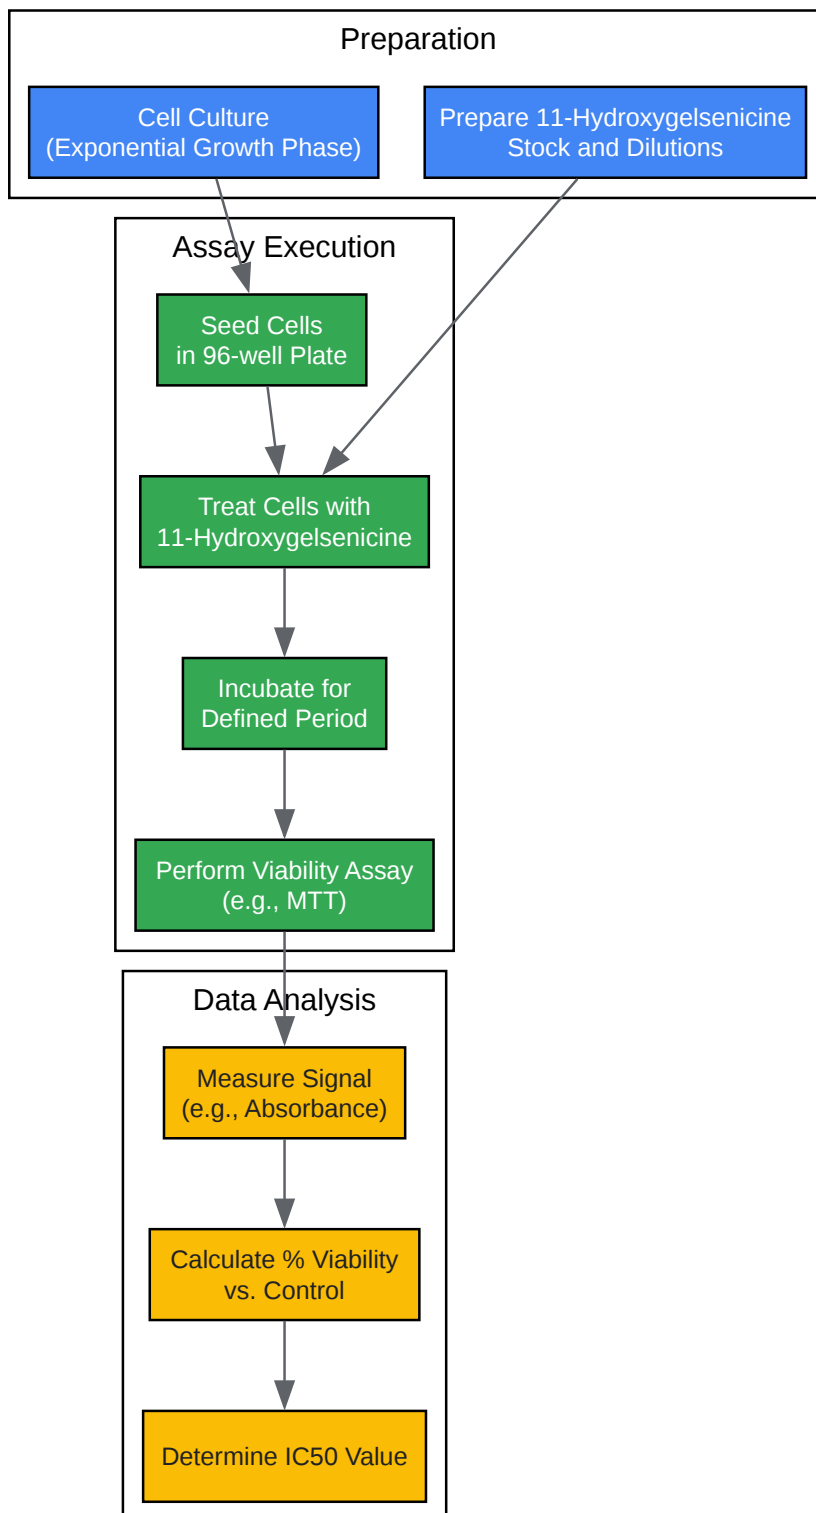 Preparation
Cell Culture
(Exponential Growth Phase)
Prepare 11-Hydroxygelsenicine
Stock and Dilutions
Assay Execution
Seed Cells
in 96-well Plate
Treat Cells with
11-Hydroxygelsenicine
Incubate for
Defined Period
Perform Viability Assay
(e.g., MTT)
Data Analysis
Measure Signal
(e.g., Absorbance)
Calculate % Viability
vs. Control
Determine IC50 Value